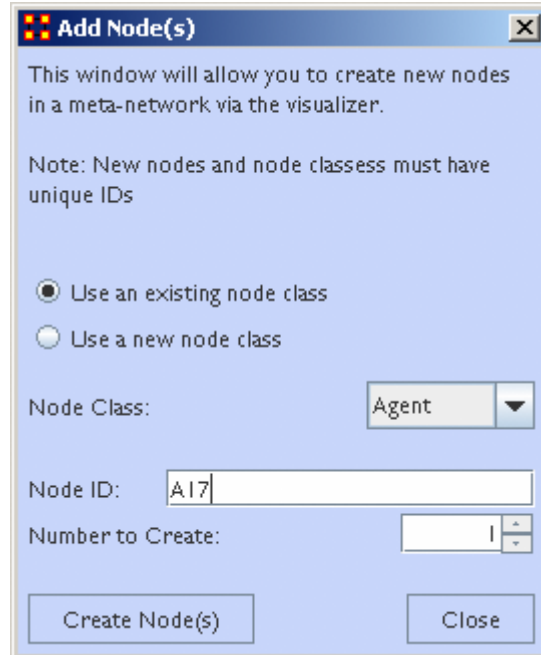 Add Node(s)
This window will allow you to create new nodes
in a meta-network via the visualizer.
Note: New nodes and node classess must have
unique IDs
Use an existing node class
Use a new node class
Node Class: Agent
Node ID: A17
Number to Create: 1
Create Node(s) Close